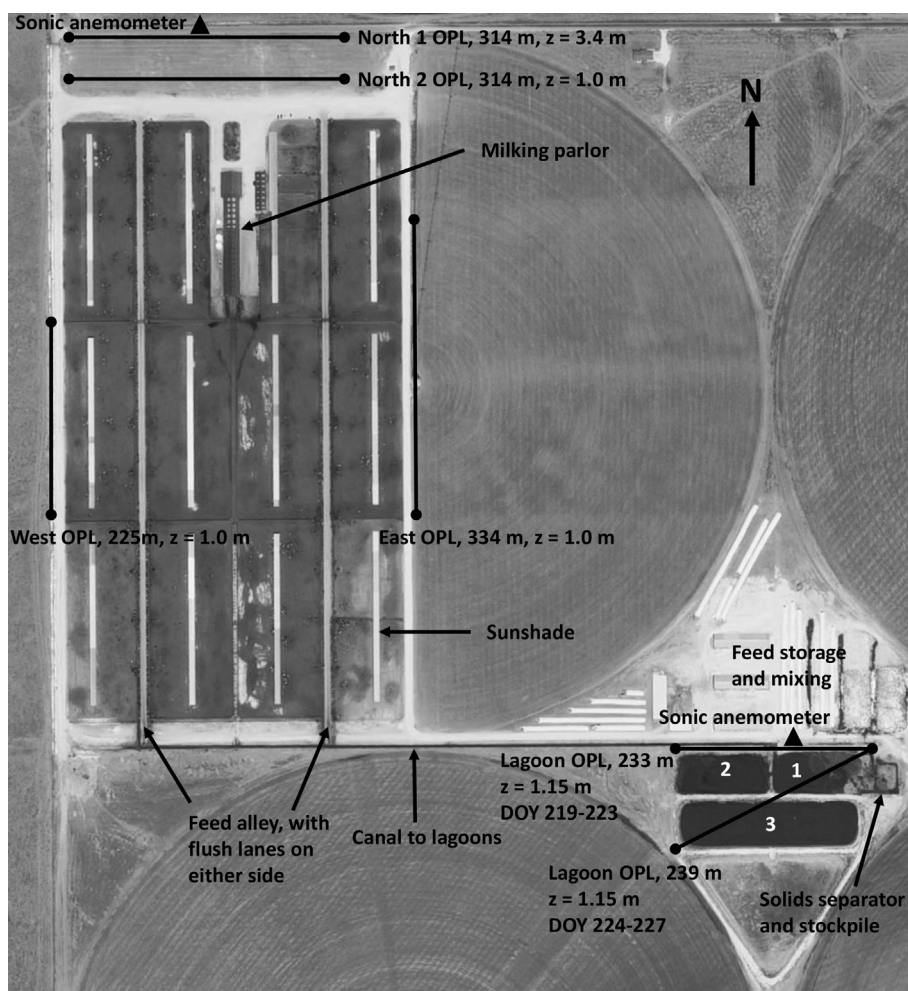 Sonic anemometer
North 1 OPL, 314 m, z = 3.4 m
North 2 OPL, 314 m, z = 1.0 m
N
Milking parlor
West OPL, 225m, z = 1.0 m
East OPL, 334 m, z = 1.0 m
Sunshade
Feed storage
and mixing
Sonic anemometer
Lagoon OPL, 233 m
z = 1.15 m
DOY 219-223
2
1
3
Feed alley, with
flush lanes on
either side
Canal to lagoons
Lagoon OPL, 239 m
z = 1.15 m
DOY 224-227
Solids separator
and stockpile